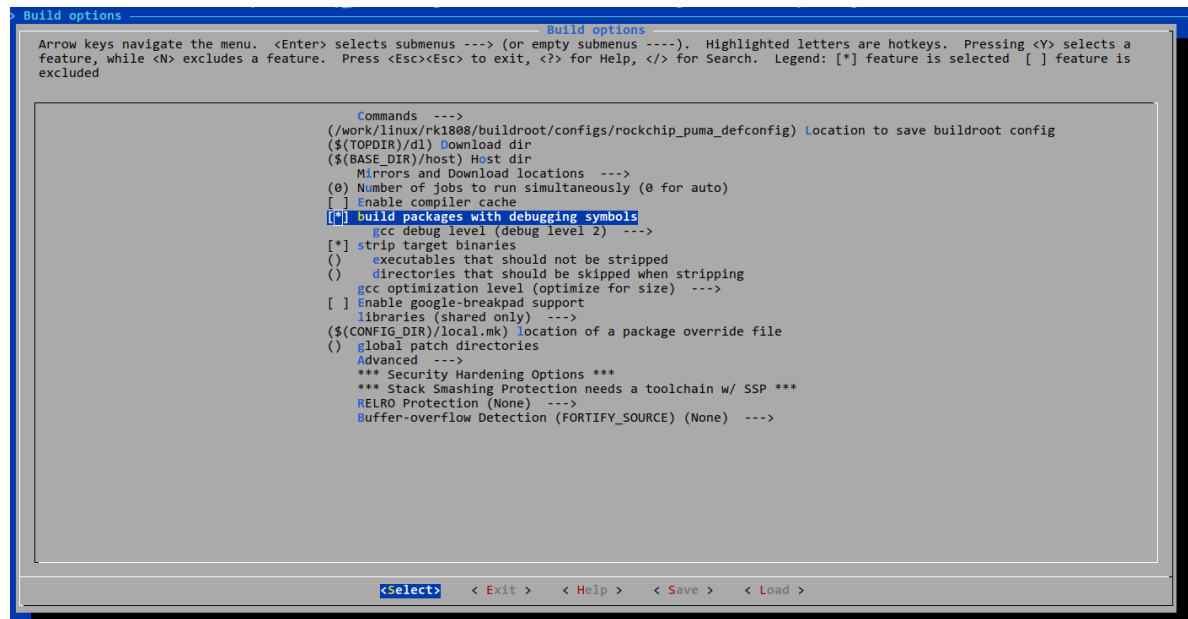 > Build options
Build options
Arrow keys navigate the menu. <Enter> selects submenus ---> (or empty submenus ----). Highlighted letters are hotkeys. Pressing <Y> selects a
feature, while <N> excludes a feature. Press <Esc><Esc> to exit, <?> for Help, </> for Search. Legend: [*] feature is selected [ ] feature is
excluded
Commands --->
(/work/linux/rk1808/buildroot/configs/rockchip_puma_defconfig) Location to save buildroot config
($(TOPDIR)/dl) Download dir
($(BASE_DIR)/host) Host dir
Mirrors and Download locations --->
(0) Number of jobs to run simultaneously (0 for auto)
[ ] Enable compiler cache
[*] build packages with debugging symbols
gcc debug level (debug level 2) --->
[*] strip target binaries
() executables that should not be stripped
() directories that should be skipped when stripping
gcc optimization level (optimize for size) --->
[ ] Enable google-breakpad support
libraries (shared only) --->
($(CONFIG_DIR)/local.mk) location of a package override file
() global patch directories
Advanced --->
*** Security Hardening Options ***
*** Stack Smashing Protection needs a toolchain w/ SSP ***
RELRO Protection (None) --->
Buffer-overflow Detection (FORTIFY_SOURCE) (None) --->
<Select> < Exit > < Help > < Save > < Load >